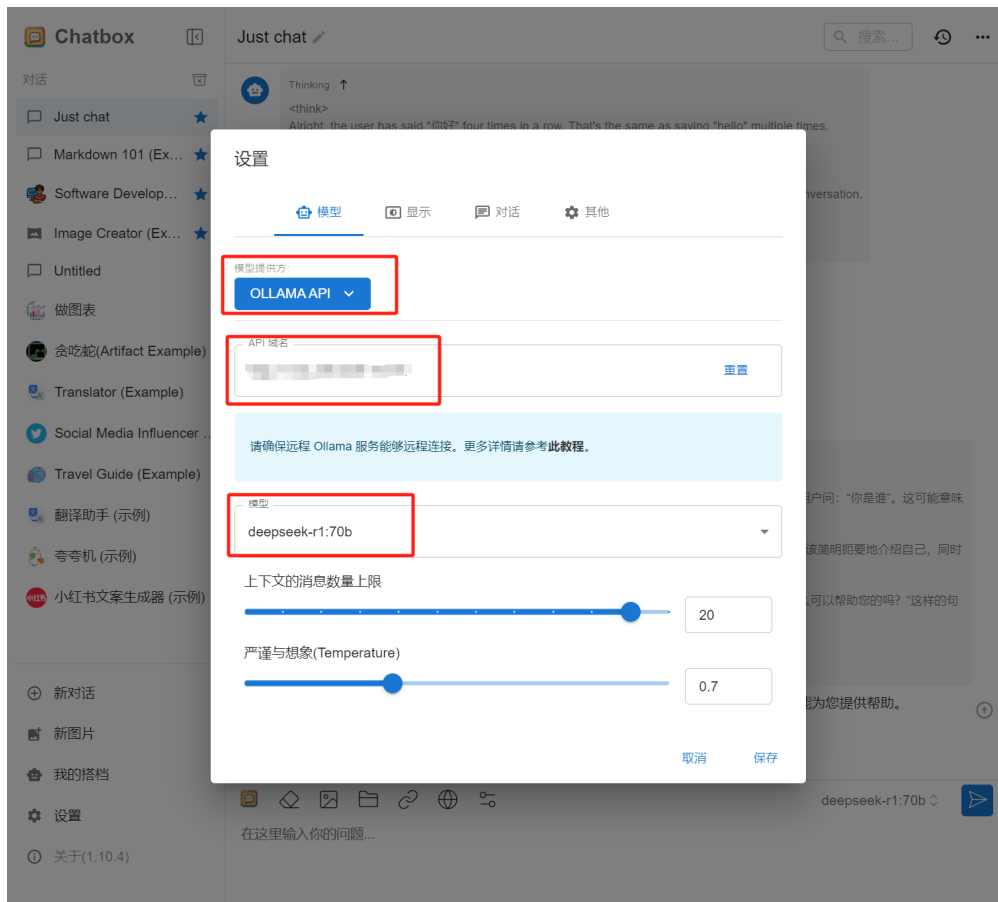 Chatbox
对话
Just chat
Markdown 101 (Ex...
Software Develop...
Image Creator (Ex...
Untitled
做图表
贪吃蛇(Artifact Example)
Translator (Example)
Social Media Influencer ..
Travel Guide (Example)
翻译助手 (示例)
夸夸机 (示例)
小红书文案生成器 (示例)
新对话
新图片
我的搭档
设置
关于(1.10.4)
Just chat
搜索...
Thinking
<think>
Alright, the user has said "你好" four times in a row. That's the same as saying "hello" multiple times.
nversation.
设置
模型
显示
对话
其他
模型提供方:
OLLAMA API
API 域名
重置
请确保远程 Ollama 服务能够远程连接。更多详情请参考此教程。
模型
deepseek-r1:70b
上下文的消息数量上限
20
严谨与想象(Temperature)
0.7
取消
保存
户问：“你是谁”。这可能意味
该简明扼要地介绍自己，同时
可以帮助您的吗？”这样的句
能为您提供帮助。
deepseek-r1:70b
在这里输入你的问题...